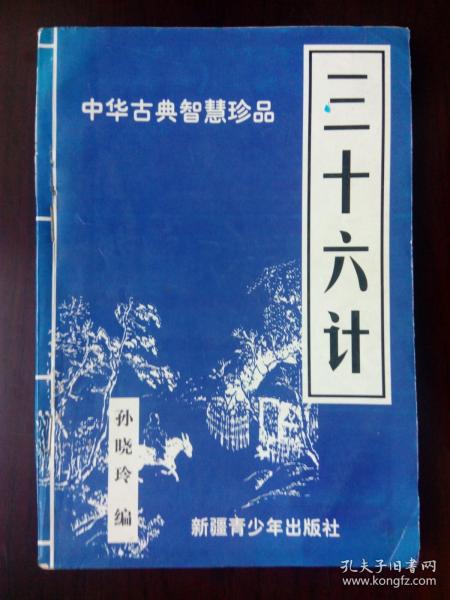 中华古典智慧珍品
三十六计
孙晓玲 编
新疆青少年出版社
孔夫子旧书网
www.kongfz.com